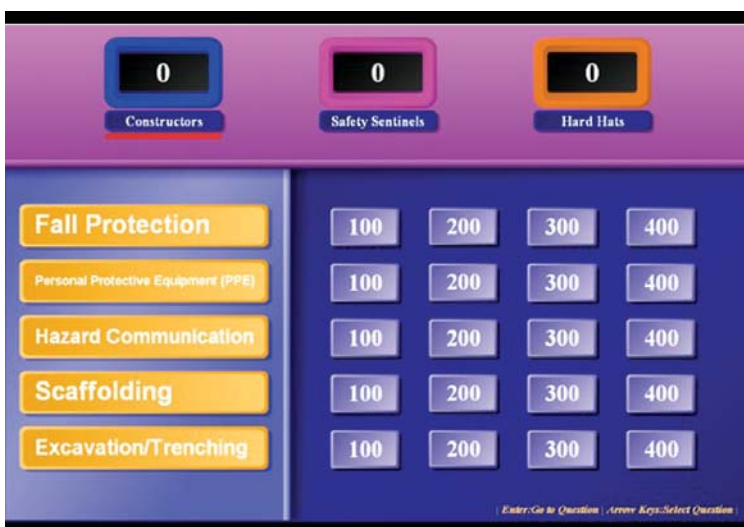 0 0 0
Constructors Safety Sentinels Hard Hats
Fall Protection 100 200 300 400
Personal Protective Equipment (PPE) 100 200 300 400
Hazard Communication 100 200 300 400
Scaffolding 100 200 300 400
Excavation/Trenching 100 200 300 400
| Enter:Go to Question | Arrow Keys:Select Question |